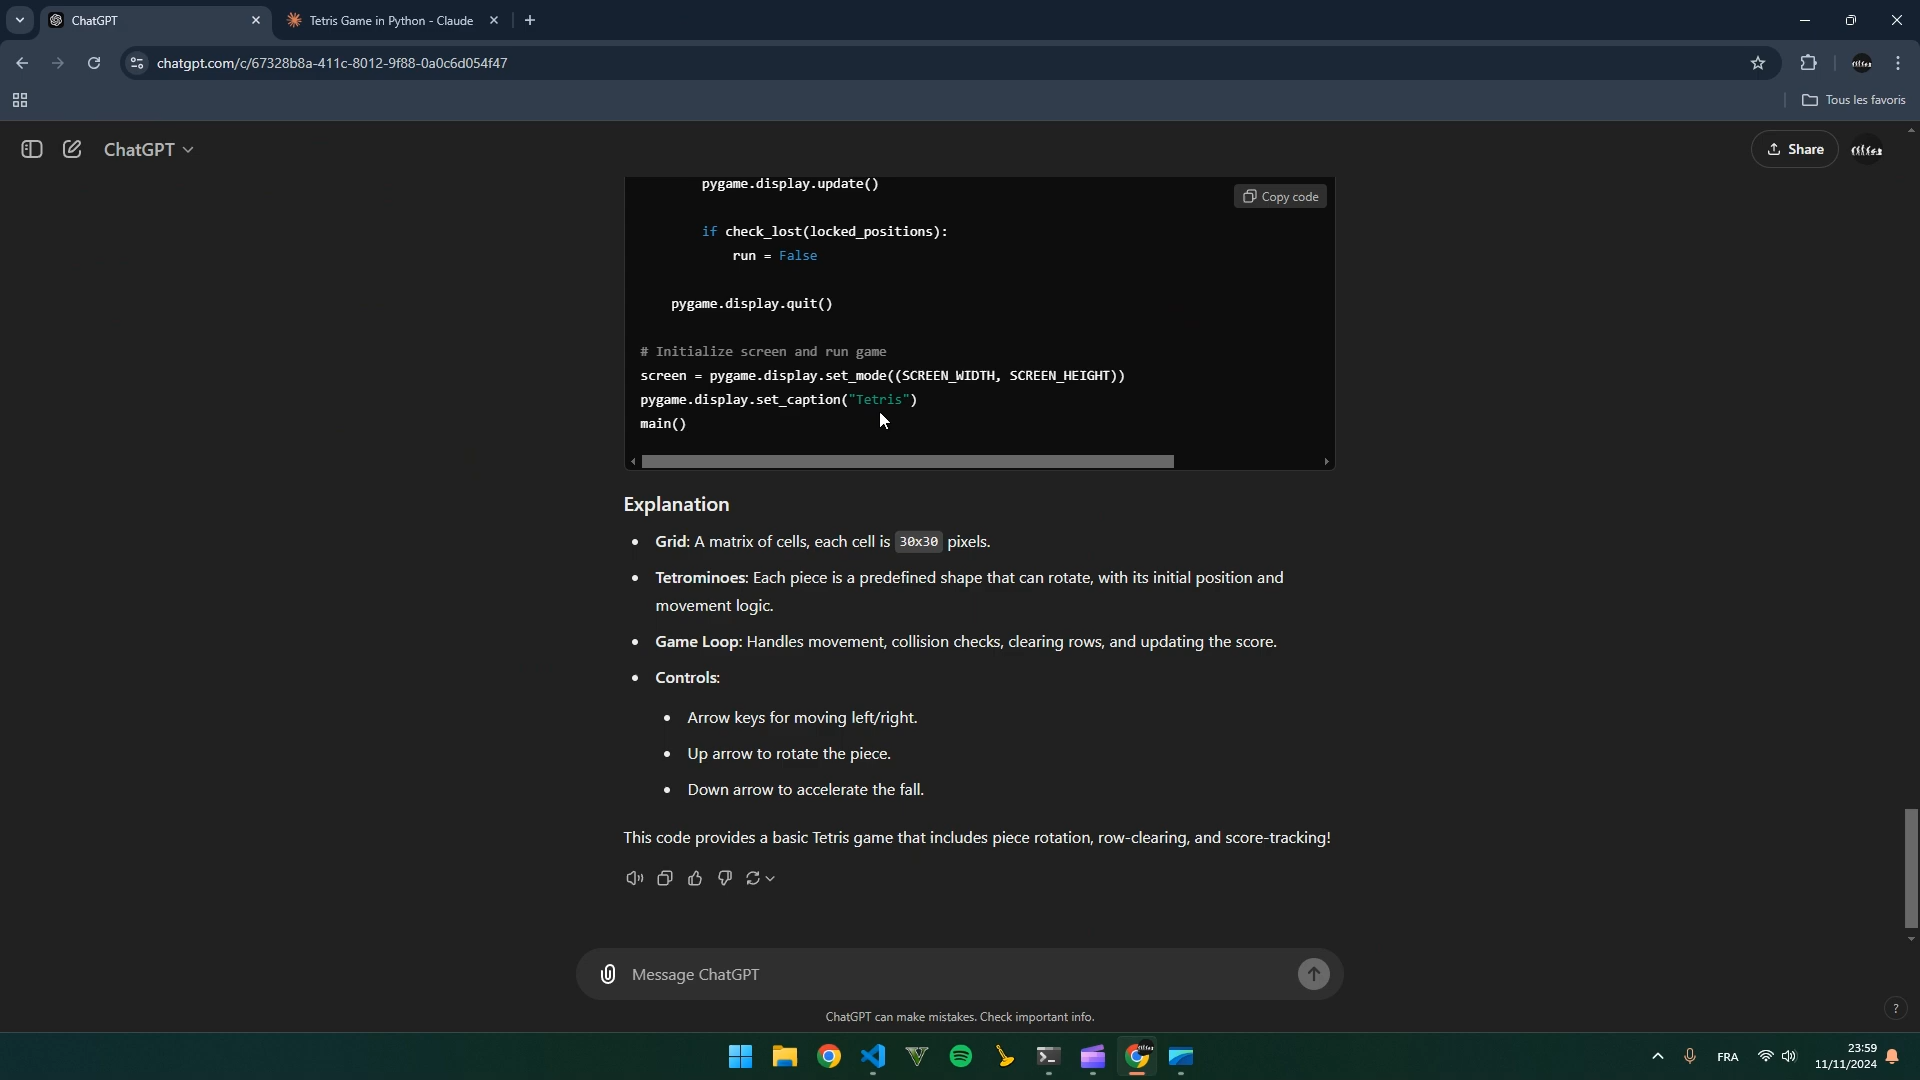 ChatGPT
Tetris Game in Python - Claude
chatgpt.com/c/67328b8a-411c-8012-9f88-0a0c6d054f47
Tous les favoris
ChatGPT
Share
pygame.display.update()
Copy code
if check_lost(locked_positions):
run = False
pygame.display.quit()
# Initialize screen and run game
screen = pygame.display.set_mode((SCREEN_WIDTH, SCREEN_HEIGHT))
pygame.display.set_caption("Tetris")
main()
Explanation
• Grid: A matrix of cells, each cell is 30x30 pixels.
• Tetrominoes: Each piece is a predefined shape that can rotate, with its initial position and
movement logic.
• Game Loop: Handles movement, collision checks, clearing rows, and updating the score.
• Controls:
• Arrow keys for moving left/right.
• Up arrow to rotate the piece.
• Down arrow to accelerate the fall.
This code provides a basic Tetris game that includes piece rotation, row-clearing, and score-tracking!
Message ChatGPT
ChatGPT can make mistakes. Check important info.
?
FRA
23:59
11/11/2024